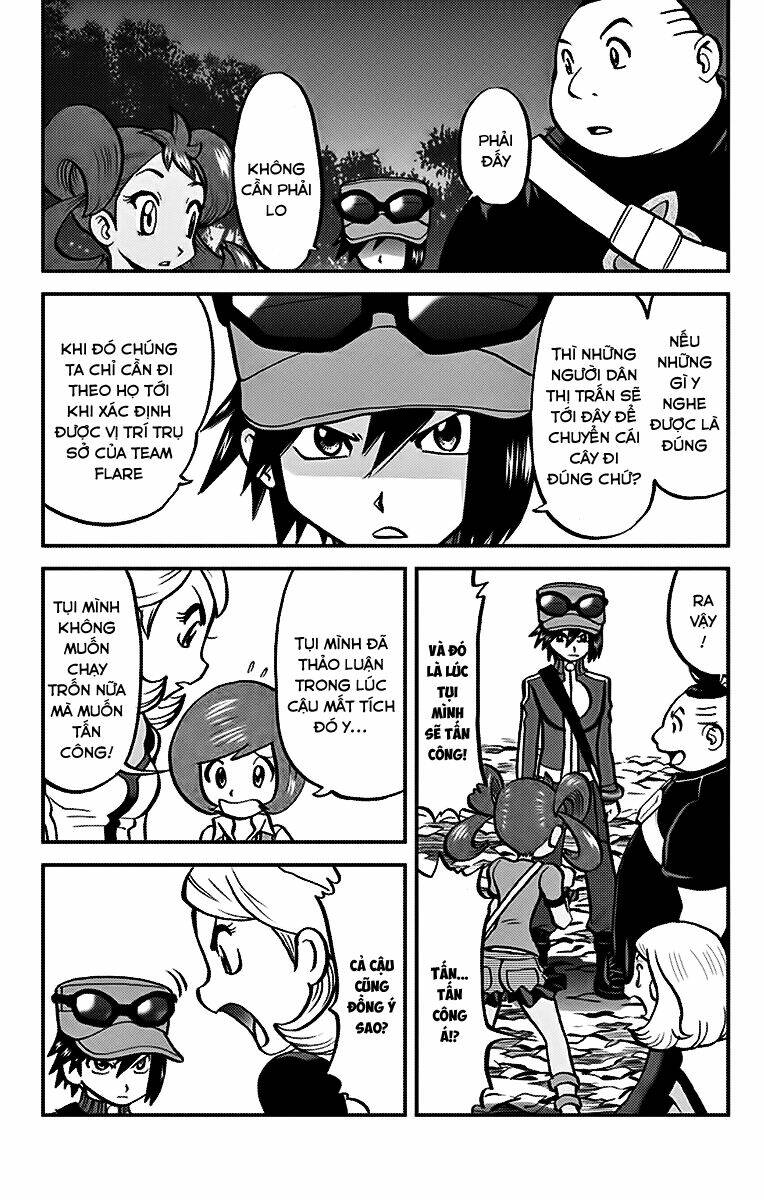 PHẢI
ĐẤY
KHÔNG
CẦN PHẢI
LO
NẾU
NHỮNG
GÌ Y
NGHE
ĐƯỢC LÀ
ĐÚNG
THÌ NHỮNG
NGƯỜI DÂN
THỊ TRẤN SẼ
TỚI ĐÂY ĐỂ
CHUYỂN CÁI
CÂY ĐI
ĐÚNG CHỨ?
KHI ĐÓ CHÚNG
TA CHỈ CẦN ĐI
THEO HỌ TỚI
KHI XÁC ĐỊNH
ĐƯỢC VỊ TRÍ TRỤ
SỞ CỦA TEAM
FLARE
RA
VẬY
!
VÀ ĐÓ
LÀ LÚC
TỤI
MÌNH
SẼ TẤN
CÔNG!
TẤN...
TẤN
CÔNG
Á!?
TỤI MÌNH ĐÃ
THẢO LUẬN
TRONG LÚC
CẬU MẤT TÍCH
ĐÓ Y...
TỤI MÌNH
KHÔNG
MUỐN
CHẠY
TRỐN NỮA
MÀ MUỐN
TẤN
CÔNG!
CẢ CẬU
CŨNG
ĐỒNG Ý
SAO?